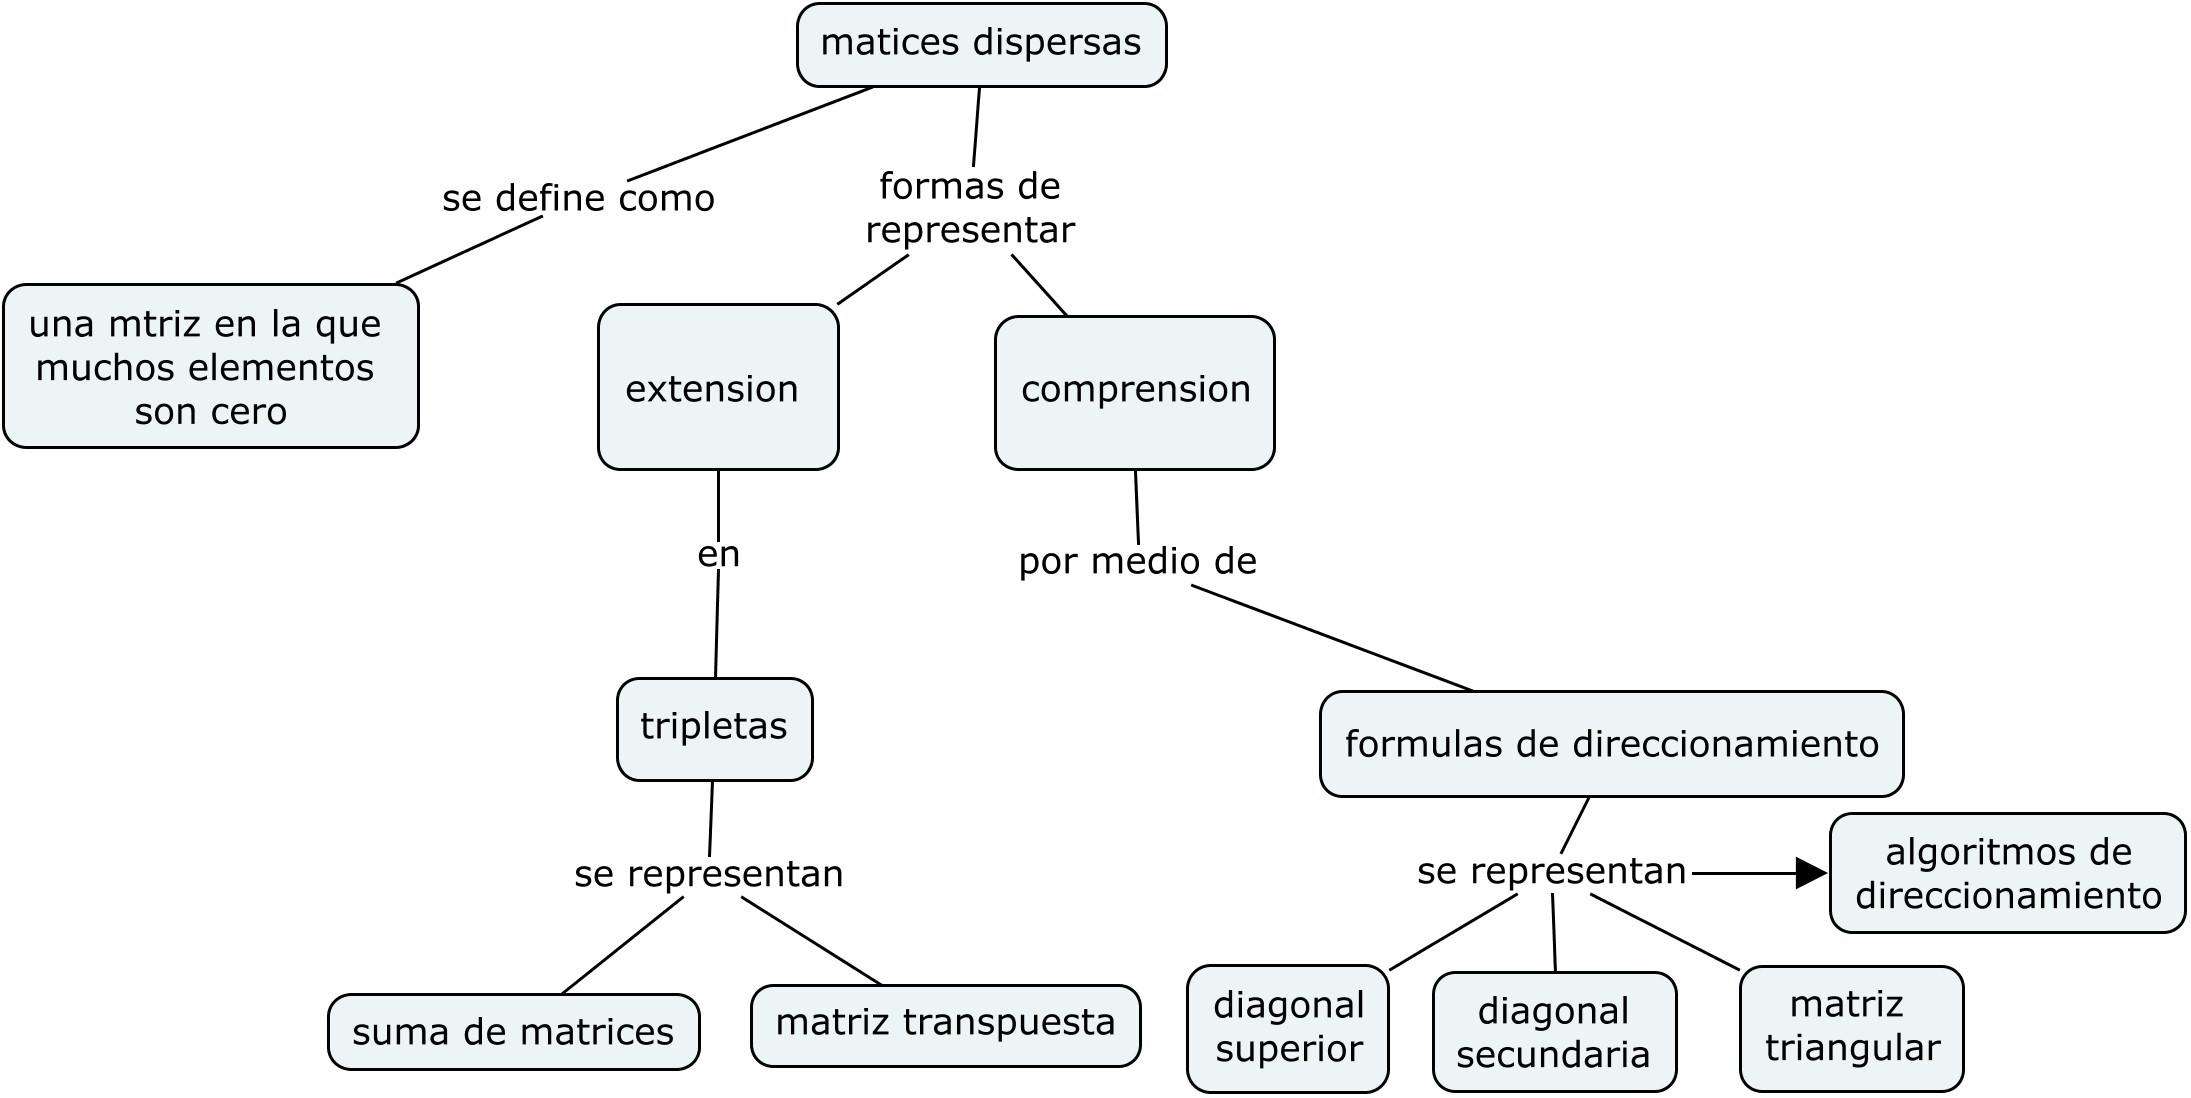 matices dispersas
se define como
formas de
representar
una mtriz en la que
muchos elementos
son cero
extension
comprension
en
por medio de
tripletas
formulas de direccionamiento
se representan
se representan
algoritmos de
direccionamiento
suma de matrices
matriz transpuesta
diagonal
superior
diagonal
secundaria
matriz
triangular